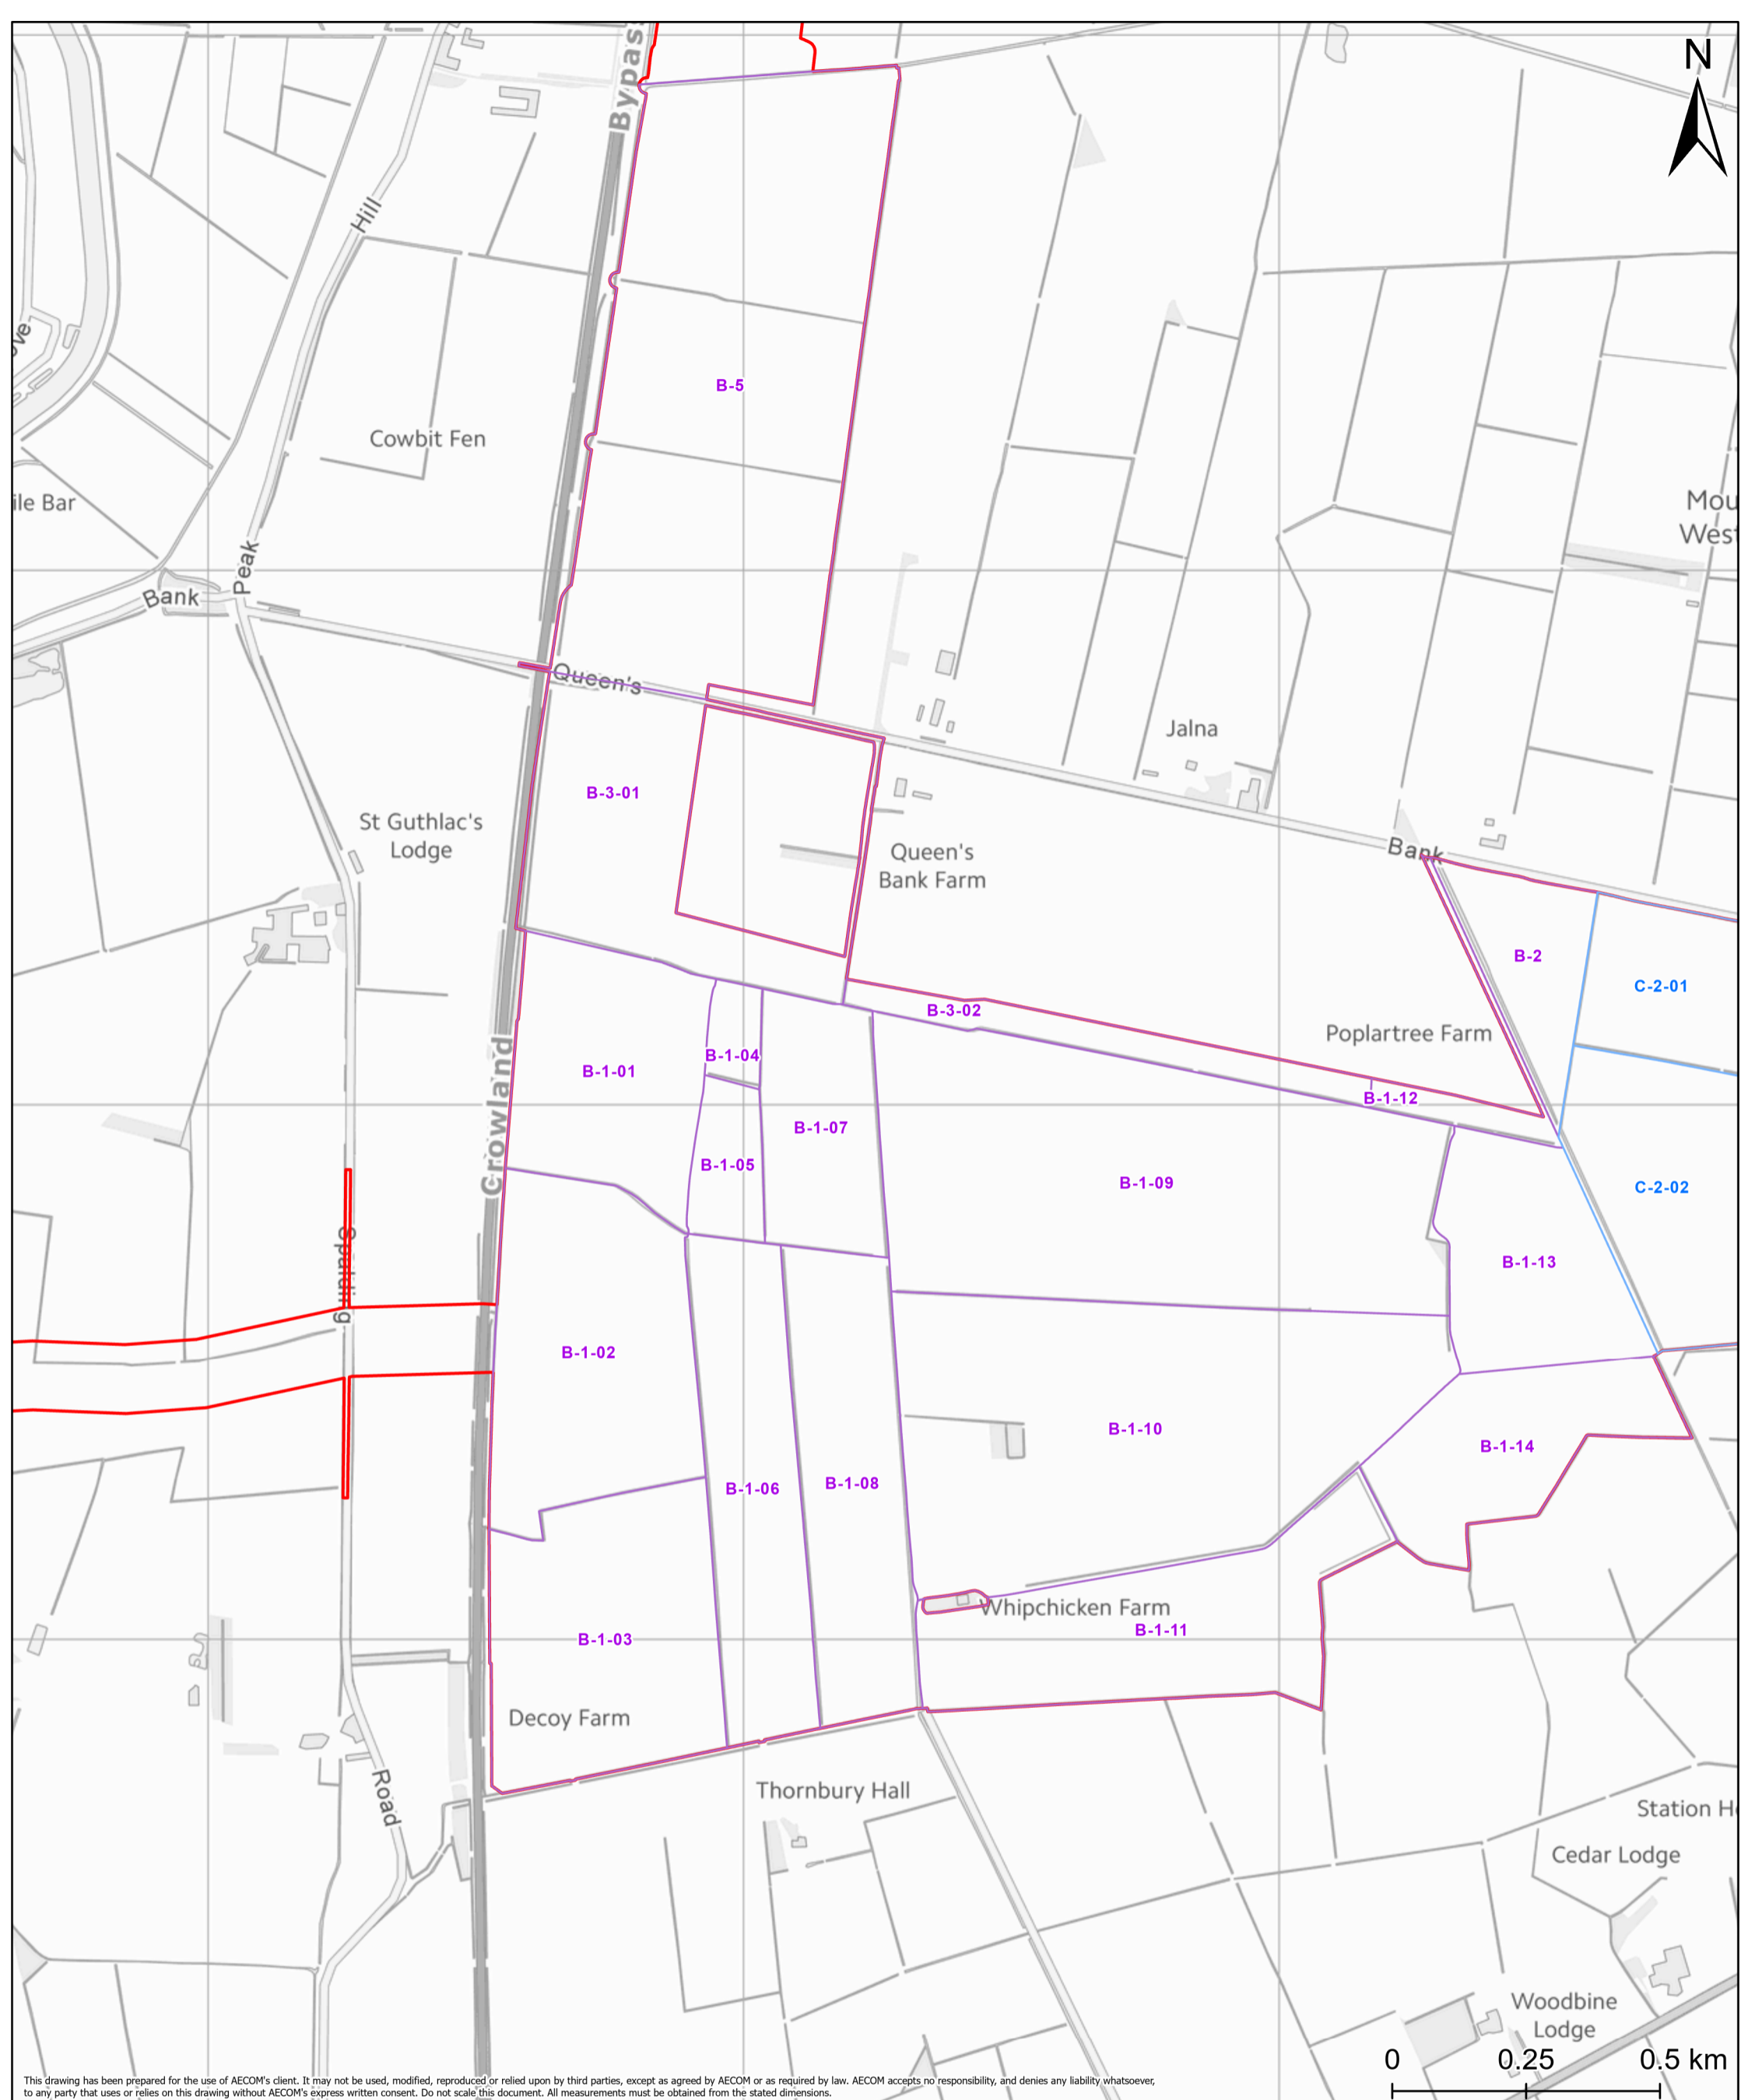 N
Bypass
Hill
B-5
Cowbit Fen
ile Bar
Mou
West
Peak
Bank
Queen's
Jalna
B-3-01
St Guthlac's
Lodge
Queen's
Bank Farm
Bank
B-2
C-2-01
B-3-02
Poplartree Farm
B-1-04
B-1-01
B-1-12
Crowland
B-1-07
B-1-05
B-1-09
C-2-02
Spalding
B-1-13
B-1-02
B-1-10
B-1-14
B-1-08
B-1-06
Whipchicken Farm
B-1-11
B-1-03
Decoy Farm
Road
Thornbury Hall
Station H
Cedar Lodge
Woodbine
Lodge
0 0.25 0.5 km
This drawing has been prepared for the use of AECOM's client. It may not be used, modified, reproduced or relied upon by third parties, except as agreed by AECOM or as required by law. AECOM accepts no responsibility, and denies any liability whatsoever,
to any party that uses or relies on this drawing without AECOM's express written consent. Do not scale this document. All measurements must be obtained from the stated dimensions.